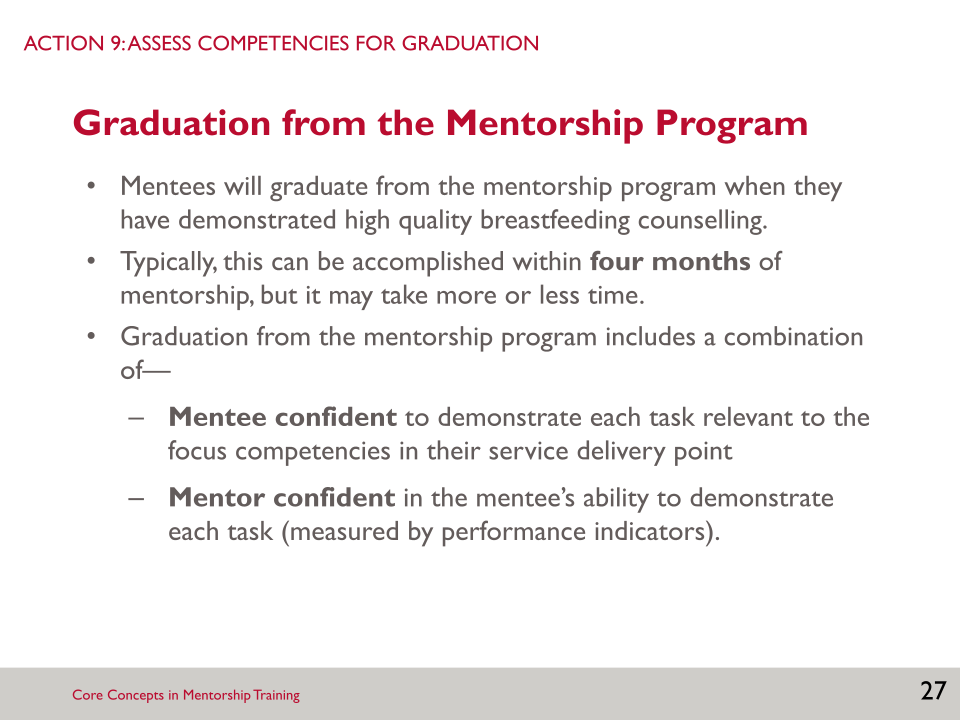 ACTION 9: ASSESS COMPETENCIES FOR GRADUATION
Graduation from the Mentorship Program
• Mentees will graduate from the mentorship program when they
have demonstrated high quality breastfeeding counselling.
• Typically, this can be accomplished within four months of
mentorship, but it may take more or less time.
• Graduation from the mentorship program includes a combination
of—
– Mentee confident to demonstrate each task relevant to the
focus competencies in their service delivery point
– Mentor confident in the mentee’s ability to demonstrate
each task (measured by performance indicators).
Core Concepts in Mentorship Training
27